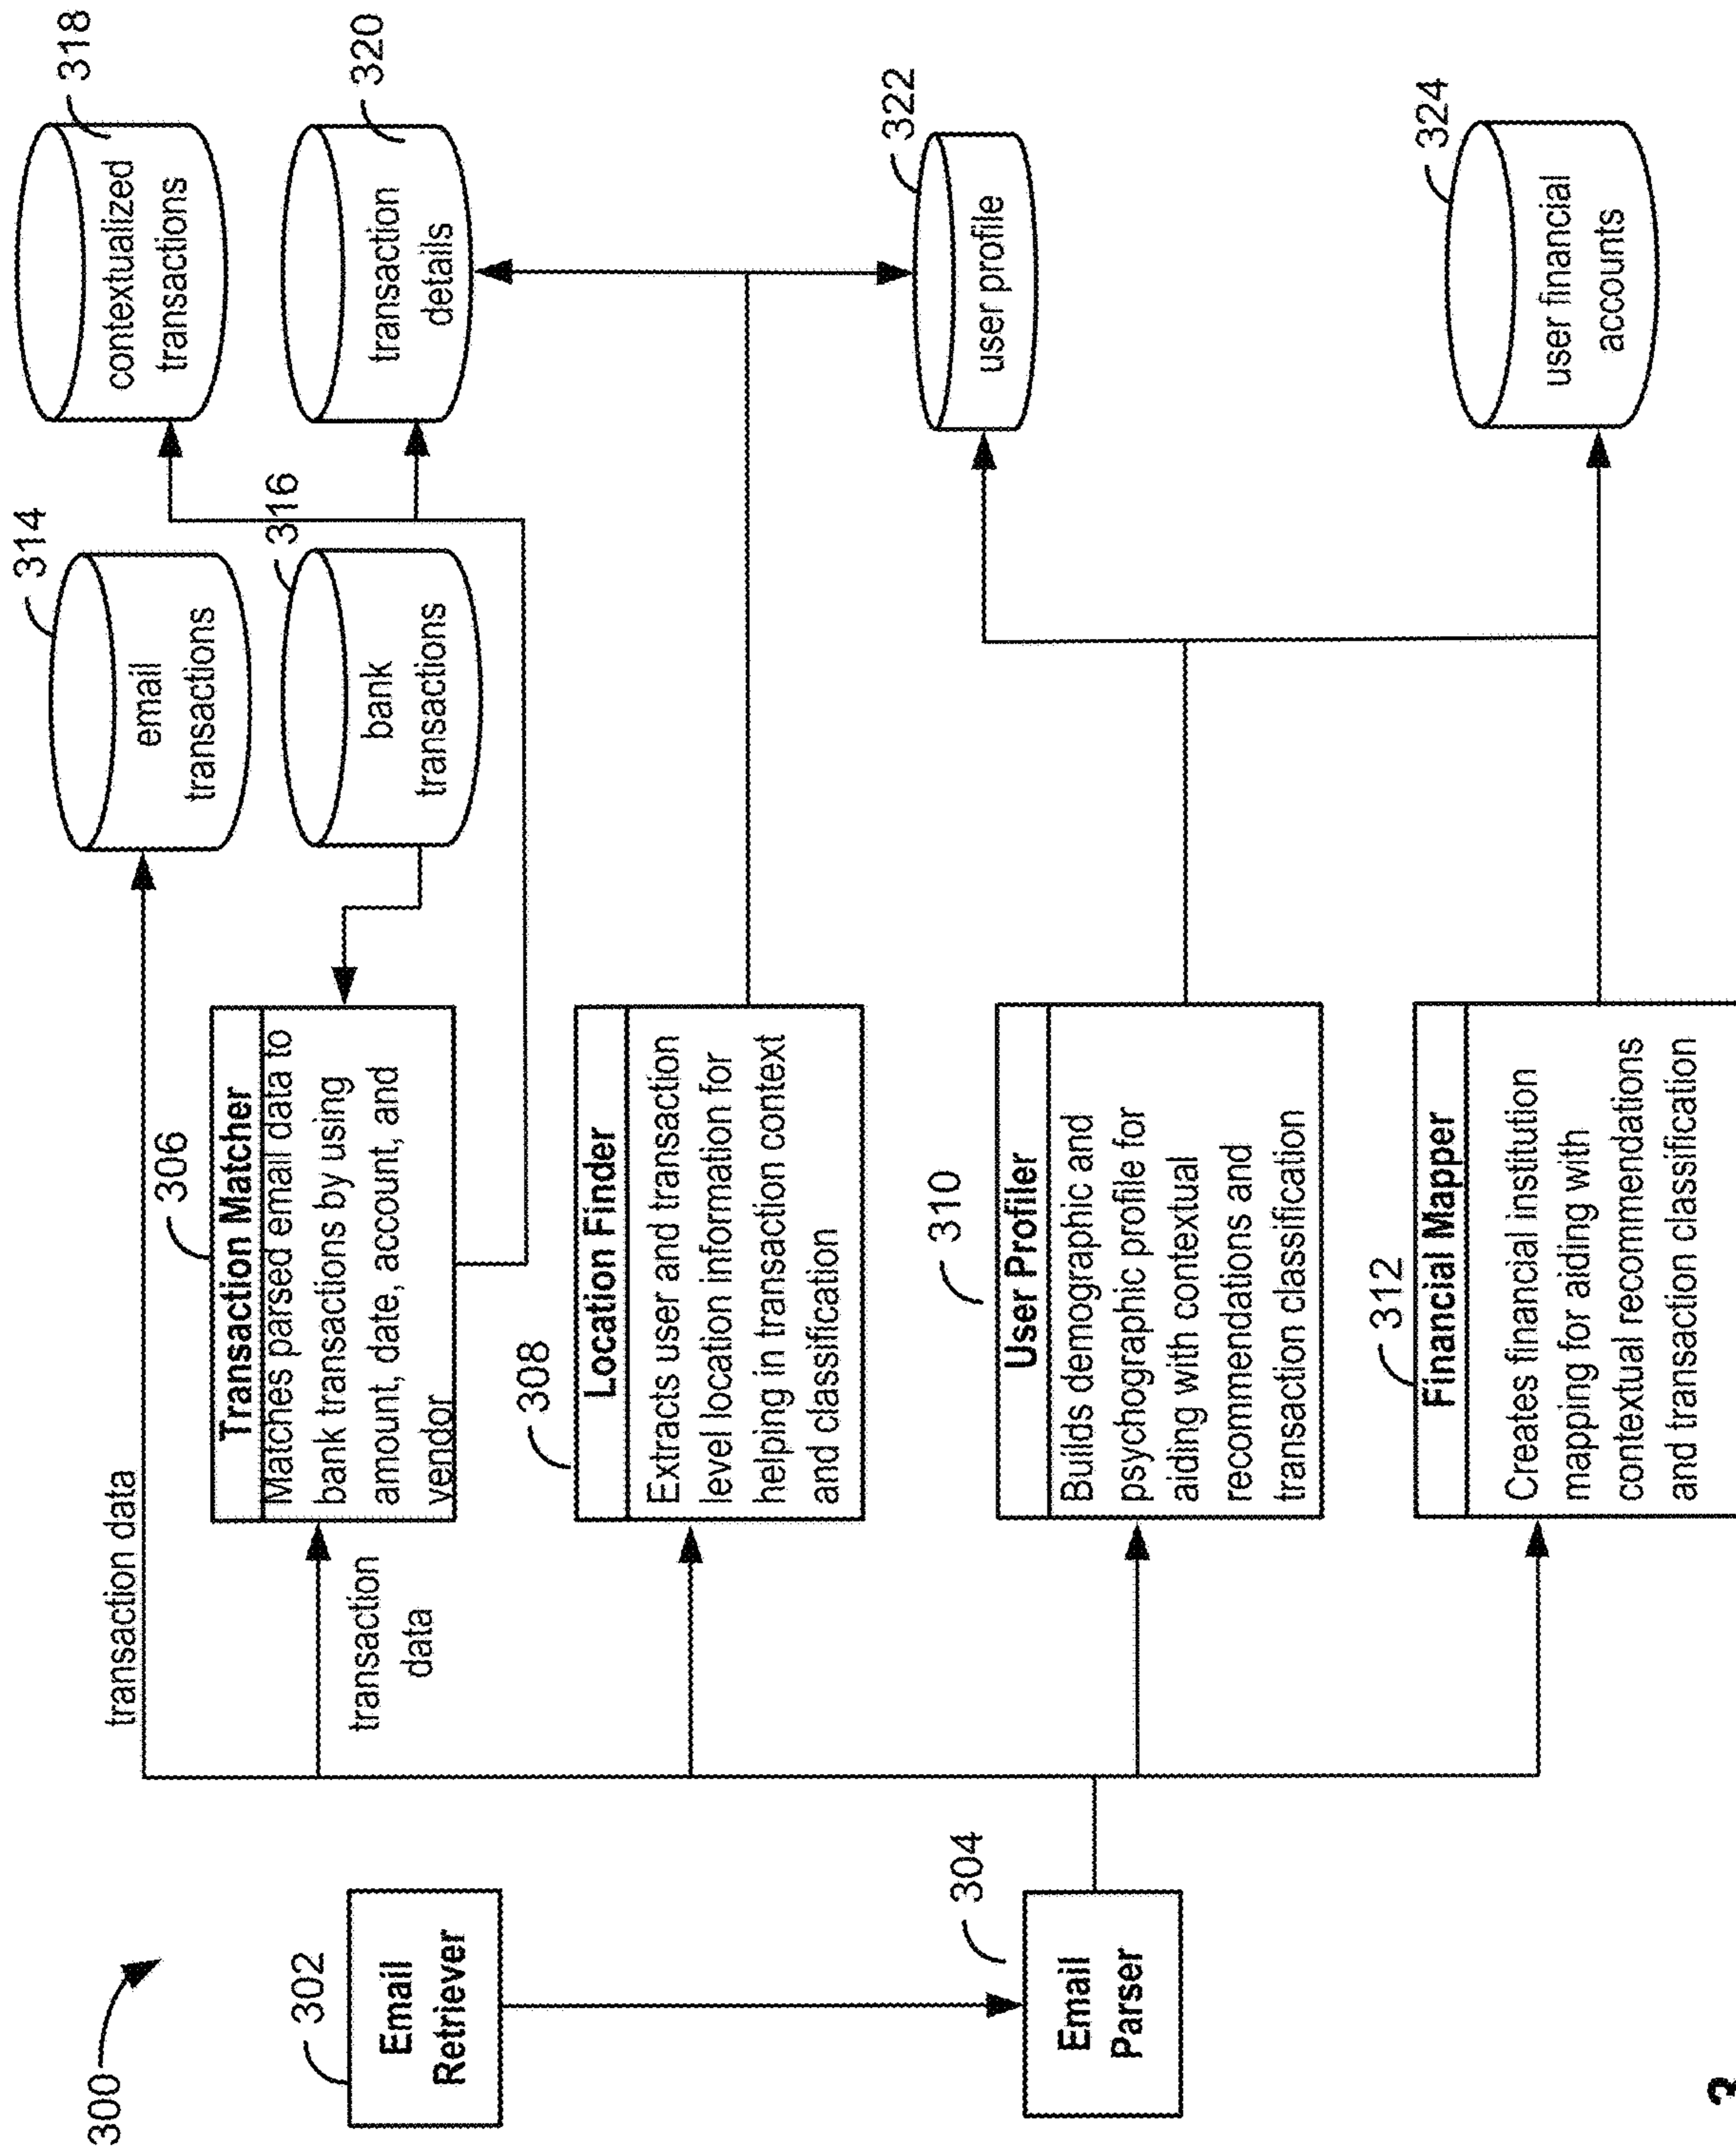 300
302
Email
Retriever
304
Email
Parser
transaction data
transaction
data
306
Transaction Matcher
Matches parsed email data to
bank transactions by using
amount, date, account, and
vendor
308
Location Finder
Extracts user and transaction
level location information for
helping in transaction context
and classification
310
User Profiler
Builds demographic and
psychographic profile for
aiding with contextual
recommendations and
transaction classification
312
Financial Mapper
Creates financial institution
mapping for aiding with
contextual recommendations
and transaction classification
314
email
transactions
316
bank
transactions
318
contextualized
transactions
320
transaction
details
322
user profile
324
user financial
accounts